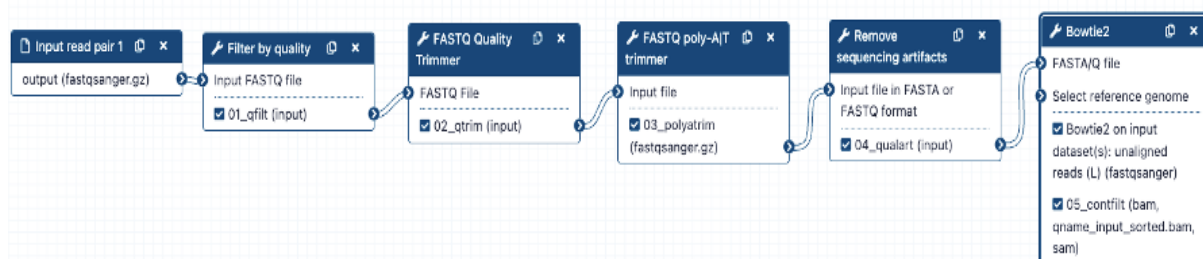 Input read pair 1
output (fastqsanger.gz)
Filter by quality
Input FASTQ file
01_qfilt (input)
FASTQ Quality
Trimmer
FASTQ File
02_qtrim (input)
FASTQ poly-A|T
trimmer
Input file
03_polyatrim
(fastqsanger.gz)
Remove
sequencing artifacts
Input file in FASTA or
FASTQ format
04_qualart (input)
Bowtie2
FASTA/Q file
Select reference genome
Bowtie2 on input
dataset(s): unaligned
reads (L) (fastqsanger)
05_contfilt (bam,
qname_input_sorted.bam,
sam)